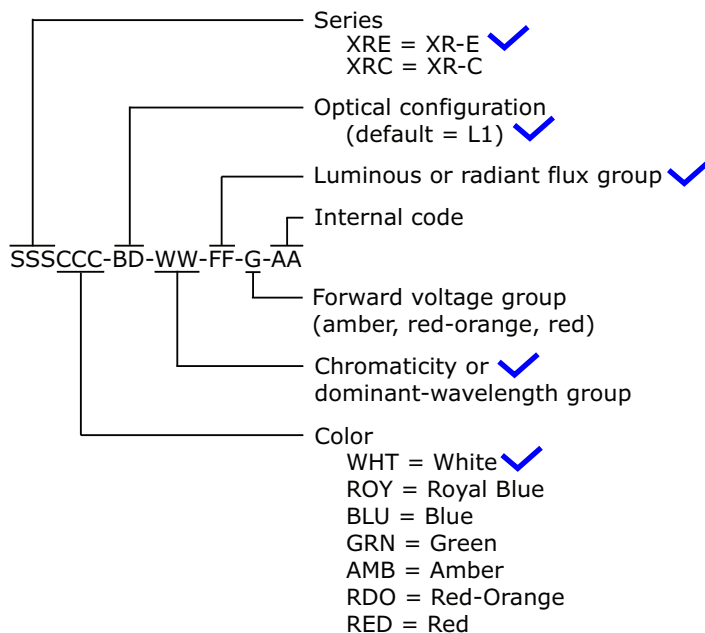 Series
XRE = XR-E
XRC = XR-C
Optical configuration
(default = L1)
Luminous or radiant flux group
Internal code
SSSCCC-BD-WW-FF-G-AA
Forward voltage group
(amber, red-orange, red)
Chromaticity or
dominant-wavelength group
Color
WHT = White
ROY = Royal Blue
BLU = Blue
GRN = Green
AMB = Amber
RDO = Red-Orange
RED = Red